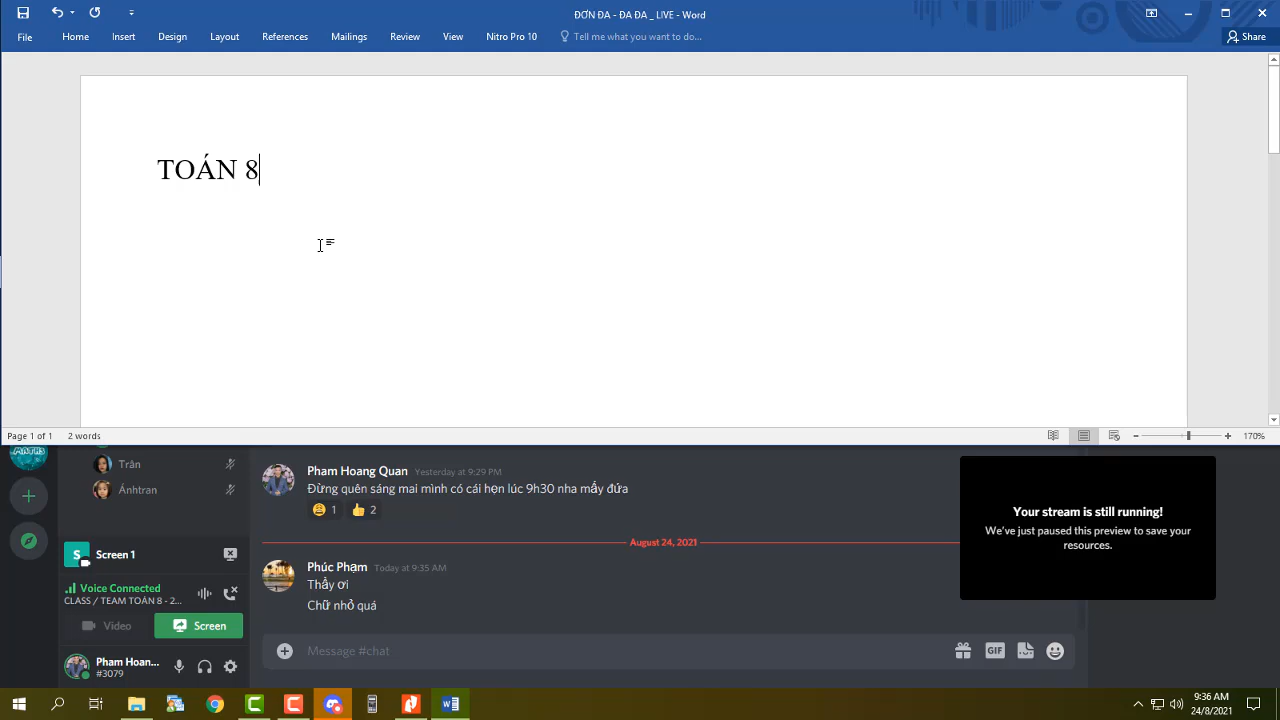 ĐƠN ĐA - ĐA ĐA _ LIVE - Word
File Home Insert Design Layout References Mailings Review View Nitro Pro 10 Tell me what you want to do... Share
TOÁN 8
Page 1 of 1 2 words 170%
Trân
Ánhtran
Screen 1
Voice Connected
CLASS / TEAM TOÁN 8 - 2...
Video Screen
Pham Hoan...
#3079
Pham Hoang Quan Yesterday at 9:29 PM
Đừng quên sáng mai mình có cái hẹn lúc 9h30 nha mấy đứa
1 2
August 24, 2021
Phúc Phạm Today at 9:35 AM
Thầy ơi
Chữ nhỏ quá
Message #chat
GIF
Your stream is still running!
We've just paused this preview to save your
resources.
9:36 AM
24/8/2021